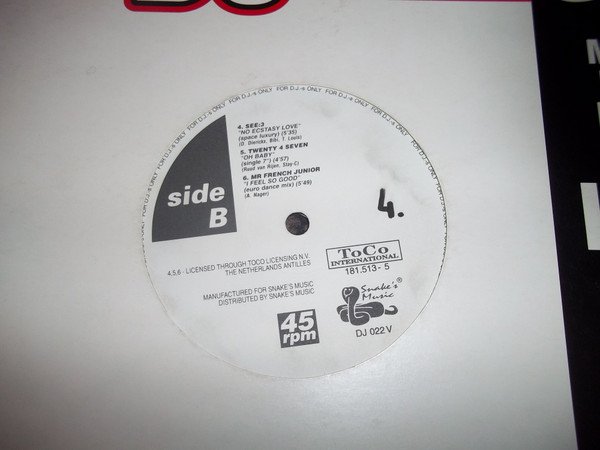 FOR D.J.-s ONLY FOR D.J.-s ONLY FOR D.J.-s ONLY FOR D.J.-s ONLY
4. SEE:3
"NO ECSTASY LOVE"
(space luxury) (5'35)
5. TWENTY 4 SEVEN
"OH BABY"
(single 7") (4'57)
(Ruud van Rijen, Stay-C)
6. MR FRENCH JUNIOR
"I FEEL SO GOOD"
(euro dance mix) (5'49)
(A. Hager)
side
B
4.
4,5,6 - LICENSED THROUGH TOCO LICENSING N.V.
THE NETHERLANDS ANTILLES
ToCo
INTERNATIONAL
181.513-5
MANUFACTURED FOR SNAKE'S MUSIC
DISTRIBUTED BY SNAKE'S MUSIC
Snake's
Music ®
45
rpm
DJ 022 V